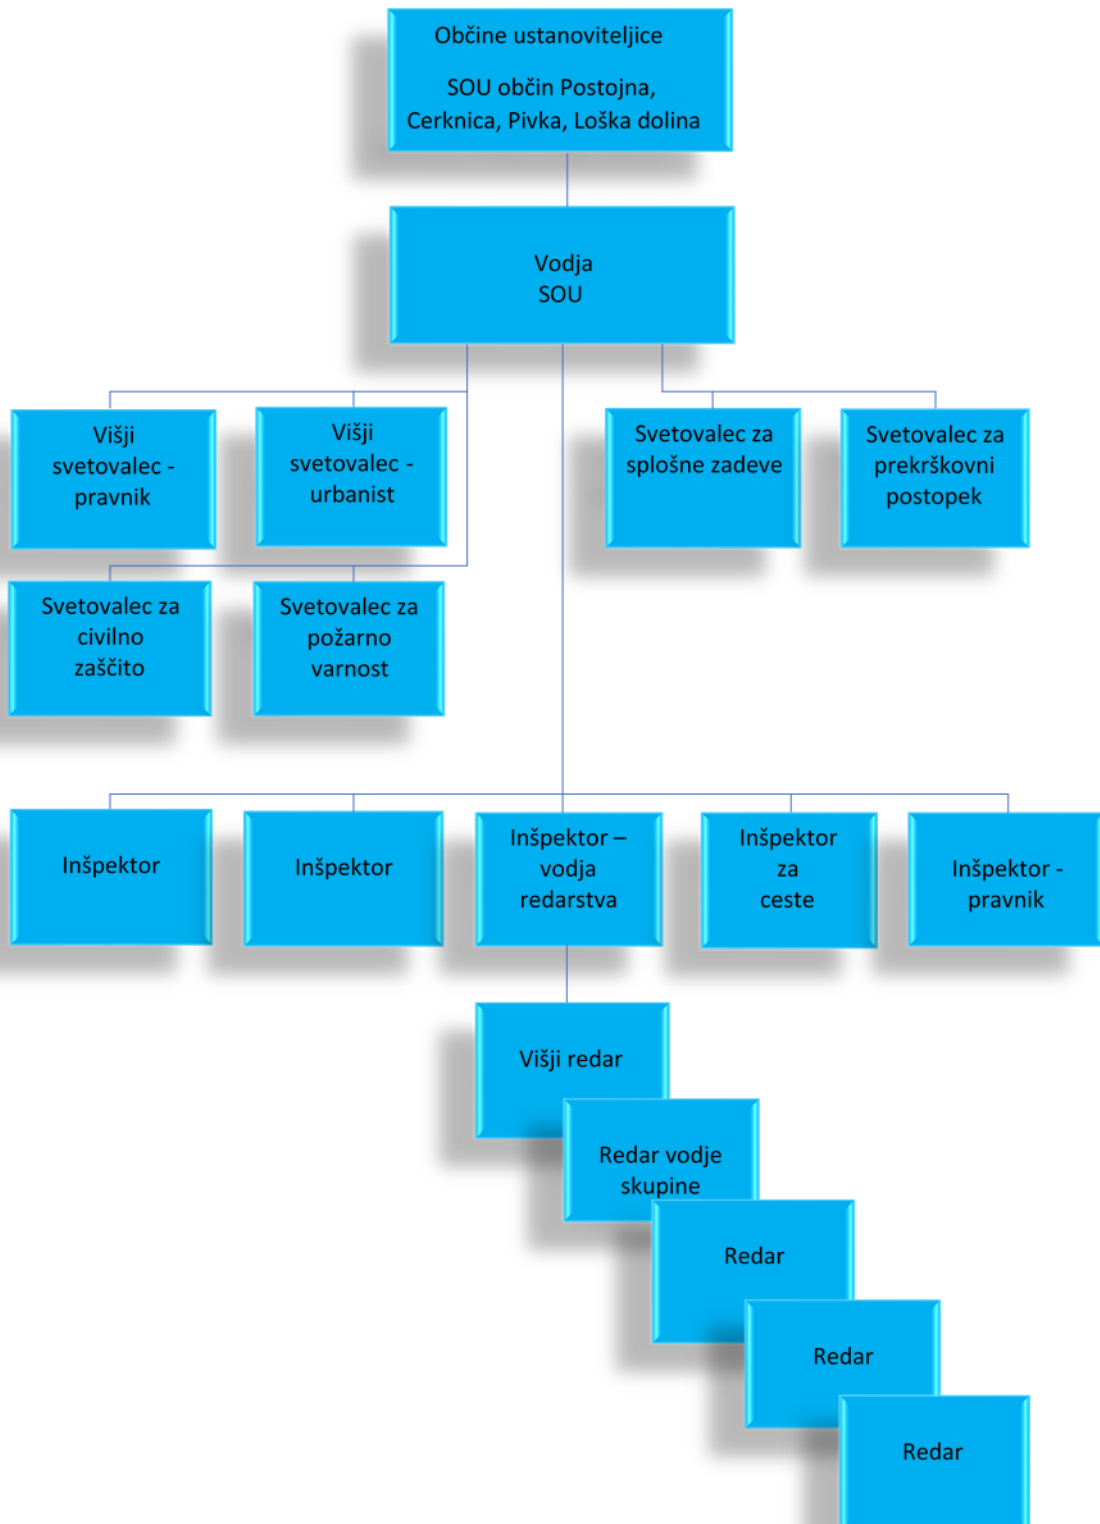 Občine ustanoviteljice
SOU občin Postojna,
Cerknica, Pivka, Loška dolina
Vodja
SOU
Višji
svetovalec -
pravnik
Višji
svetovalec -
urbanist
Svetovalec za
splošne zadeve
Svetovalec za
prekrškovni
postopek
Svetovalec za
civilno
zaščito
Svetovalec za
požarno
varnost
Inšpektor
Inšpektor
Inšpektor –
vodja
redarstva
Inšpektor
za
ceste
Inšpektor -
pravnik
Višji redar
Redar vodje
skupine
Redar
Redar
Redar